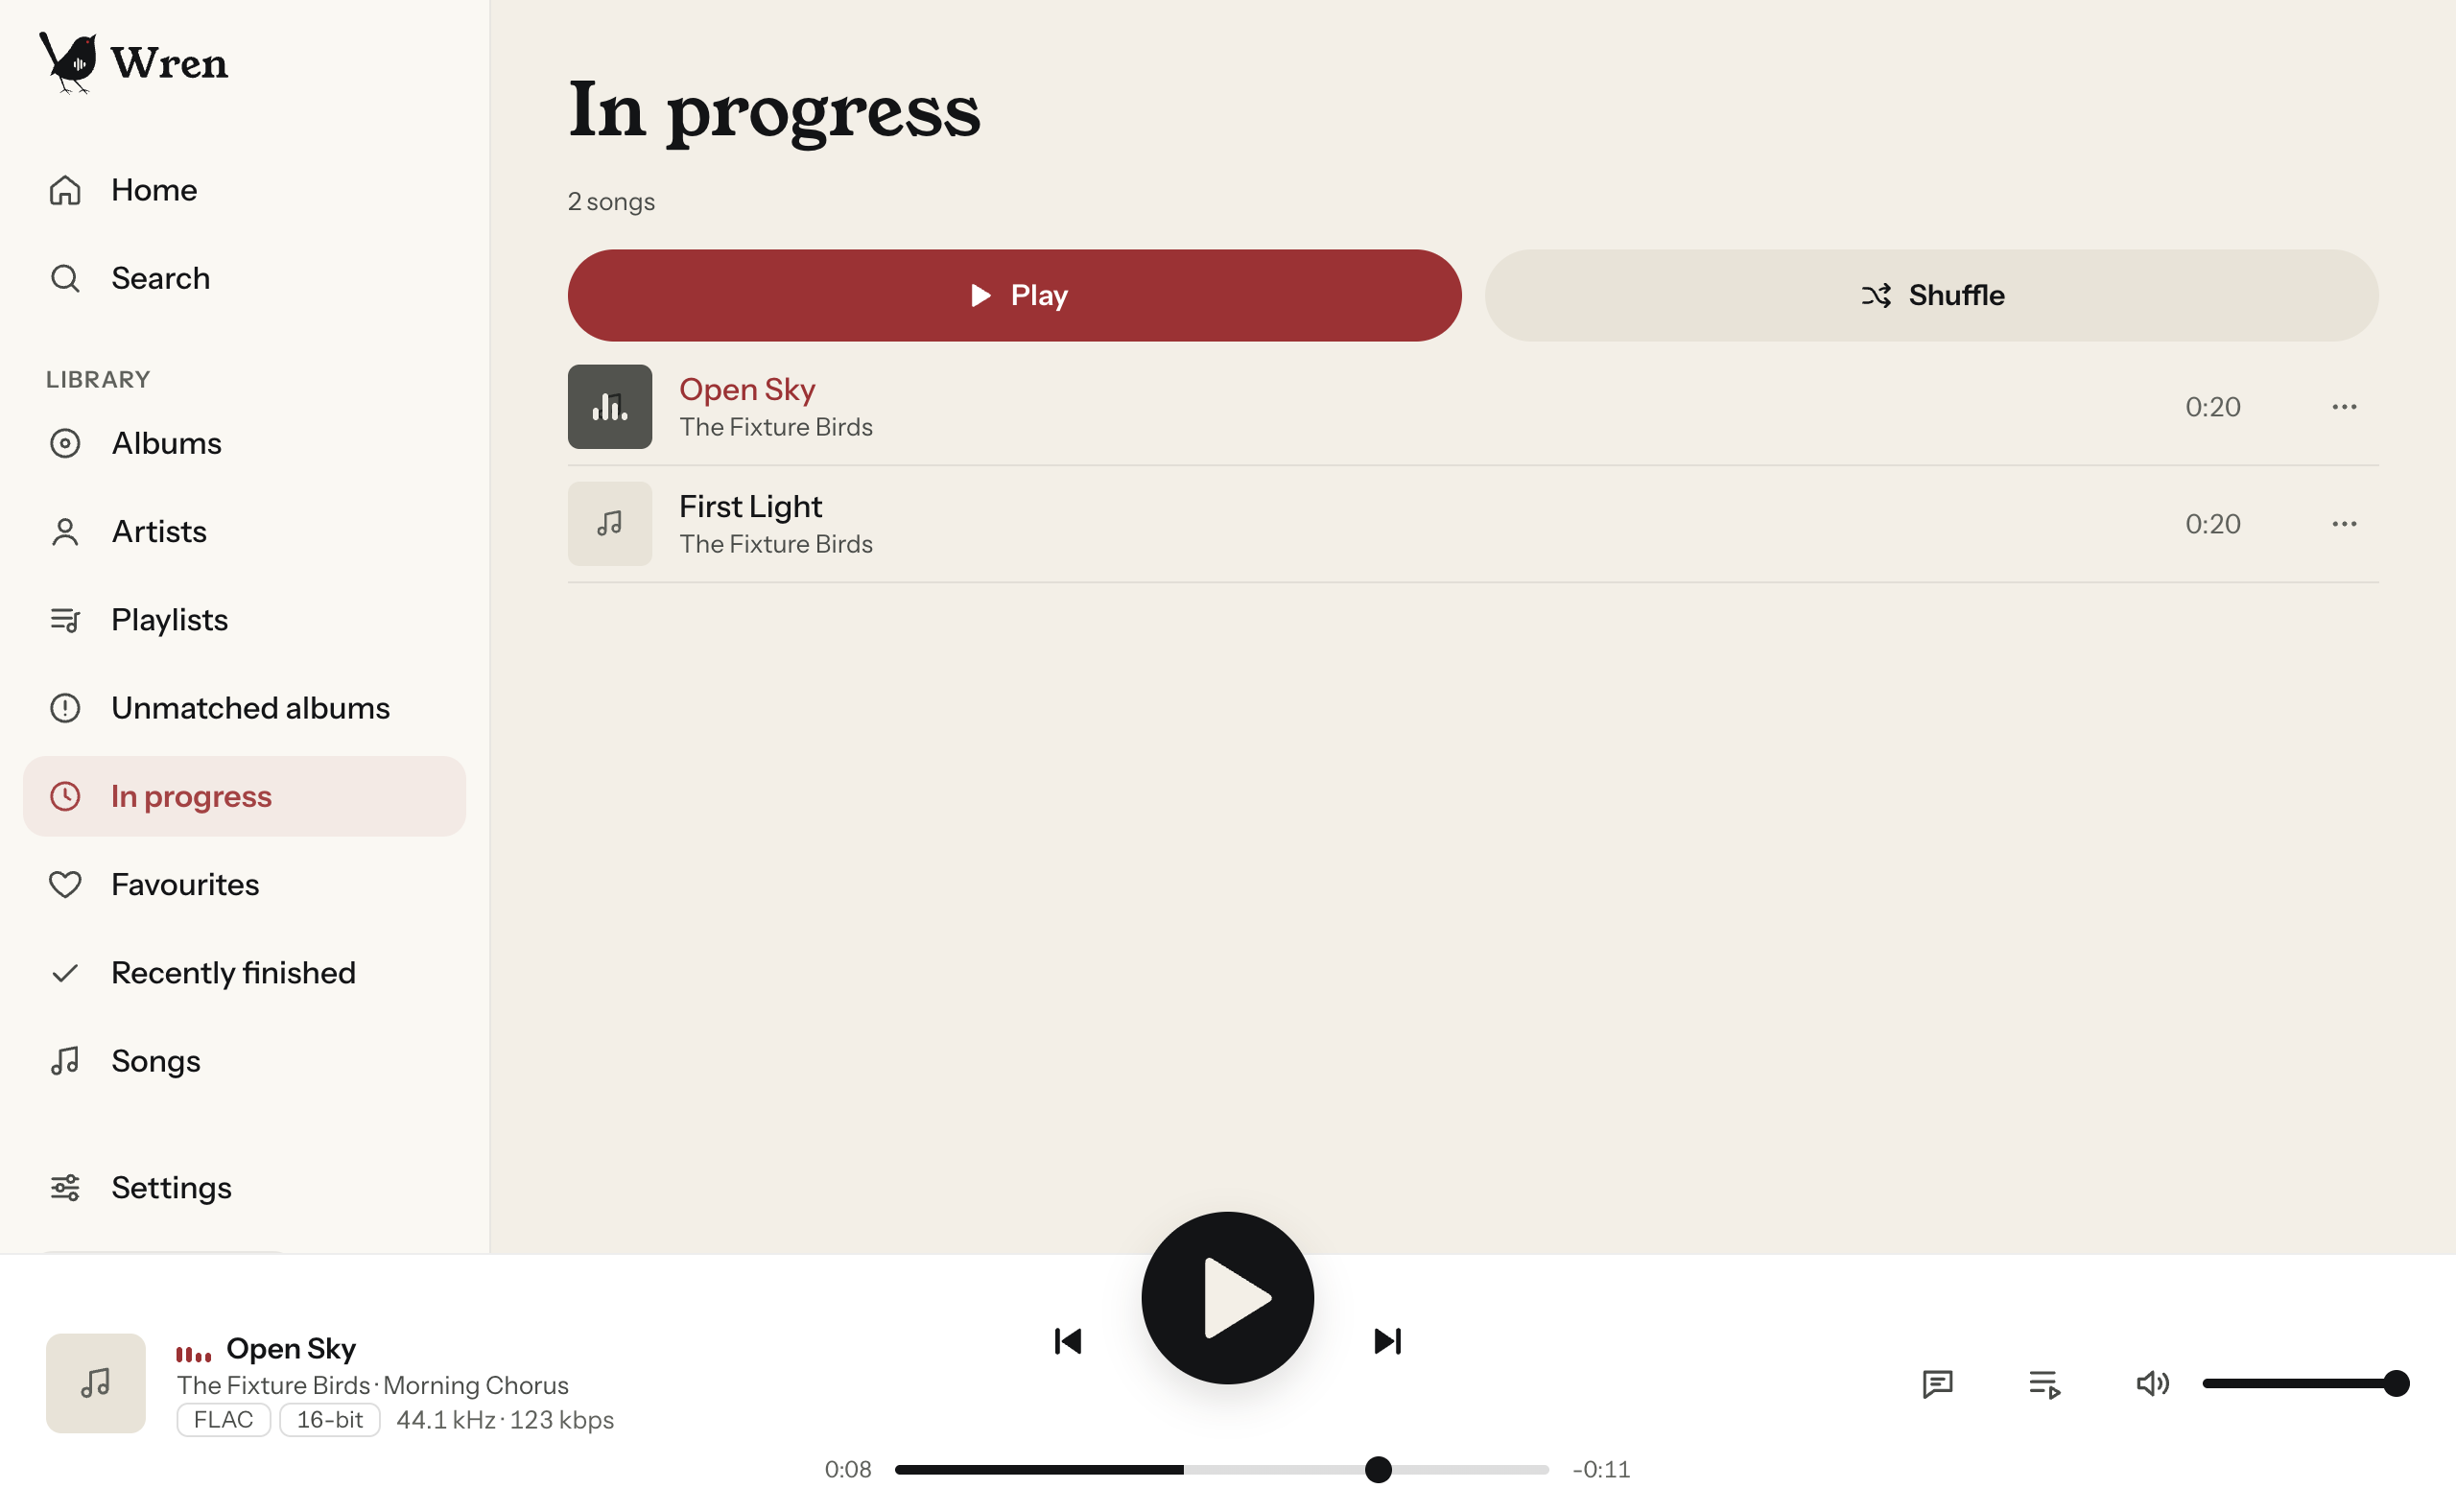 Wren
Home
Search
LIBRARY
Albums
Artists
Playlists
Unmatched albums
In progress
Favourites
Recently finished
Songs
Settings
In progress
2 songs
Play
Shuffle
Open Sky
The Fixture Birds
0:20
First Light
The Fixture Birds
0:20
Open Sky
The Fixture Birds · Morning Chorus
FLAC 16-bit 44.1 kHz · 123 kbps
0:08
-0:11